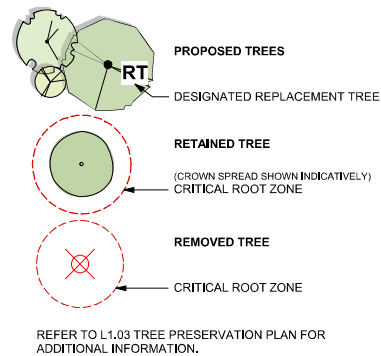 PROPOSED TREES
RT
DESIGNATED REPLACEMENT TREE
RETAINED TREE
(CROWN SPREAD SHOWN INDICATIVELY)
CRITICAL ROOT ZONE
REMOVED TREE
CRITICAL ROOT ZONE
REFER TO L1.03 TREE PRESERVATION PLAN FOR
ADDITIONAL INFORMATION.